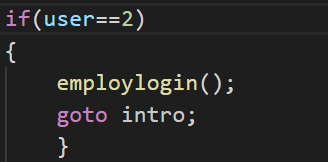 if(user==2)
{
employlogin();
goto intro;
}